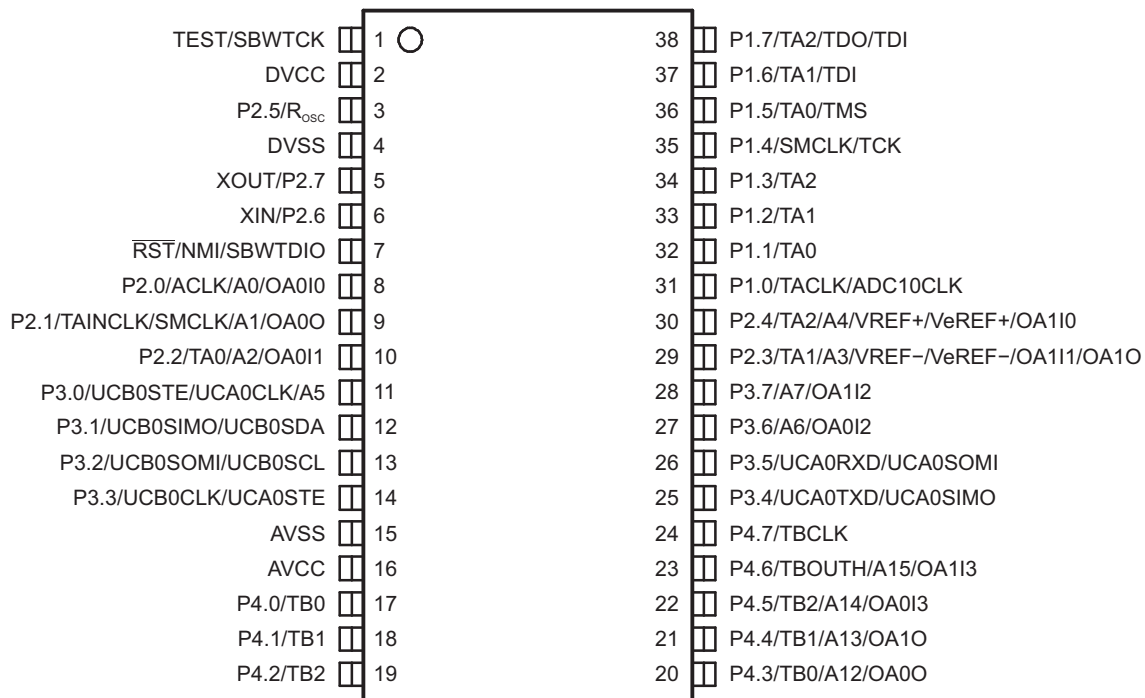 TEST/SBWTCK 1 38 P1.7/TA2/TDO/TDI
DVCC 2 37 P1.6/TA1/TDI
P2.5/ROSC 3 36 P1.5/TA0/TMS
DVSS 4 35 P1.4/SMCLK/TCK
XOUT/P2.7 5 34 P1.3/TA2
XIN/P2.6 6 33 P1.2/TA1
RST/NMI/SBWTDIO 7 32 P1.1/TA0
P2.0/ACLK/A0/OA0I0 8 31 P1.0/TACLK/ADC10CLK
P2.1/TAINCLK/SMCLK/A1/OA0O 9 30 P2.4/TA2/A4/VREF+/VeREF+/OA1I0
P2.2/TA0/A2/OA0I1 10 29 P2.3/TA1/A3/VREF−/VeREF−/OA1I1/OA1O
P3.0/UCB0STE/UCA0CLK/A5 11 28 P3.7/A7/OA1I2
P3.1/UCB0SIMO/UCB0SDA 12 27 P3.6/A6/OA0I2
P3.2/UCB0SOMI/UCB0SCL 13 26 P3.5/UCA0RXD/UCA0SOMI
P3.3/UCB0CLK/UCA0STE 14 25 P3.4/UCA0TXD/UCA0SIMO
AVSS 15 24 P4.7/TBCLK
AVCC 16 23 P4.6/TBOUTH/A15/OA1I3
P4.0/TB0 17 22 P4.5/TB2/A14/OA0I3
P4.1/TB1 18 21 P4.4/TB1/A13/OA1O
P4.2/TB2 19 20 P4.3/TB0/A12/OA0O